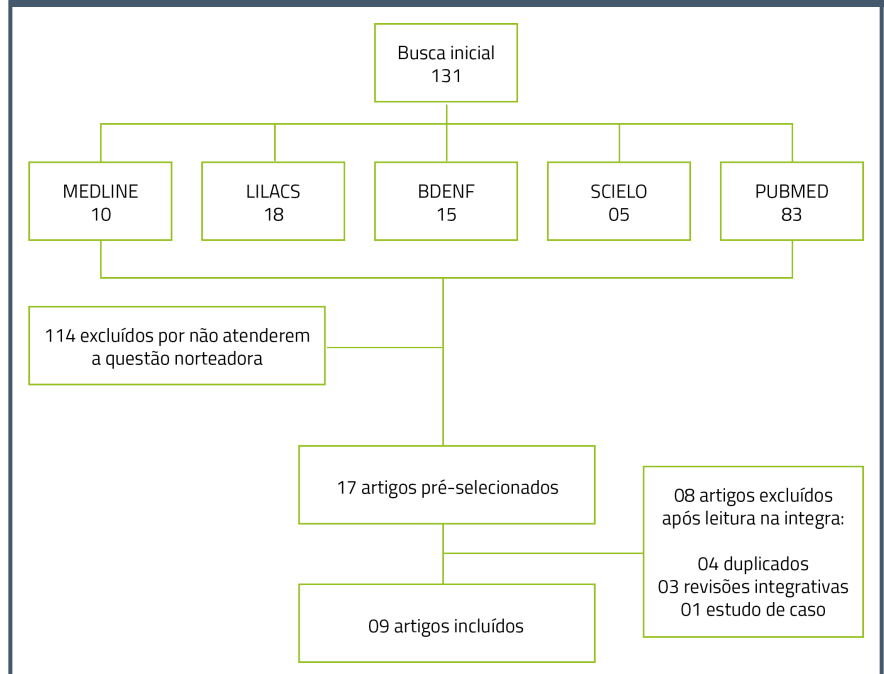 Busca inicial
131
MEDLINE
10
LILACS
18
BDENF
15
SCIELO
05
PUBMED
83
114 excluídos por não atenderem
a questão norteadora
17 artigos pré-selecionados
08 artigos excluídos
após leitura na integra:
04 duplicados
03 revisões integrativas
01 estudo de caso
09 artigos incluídos